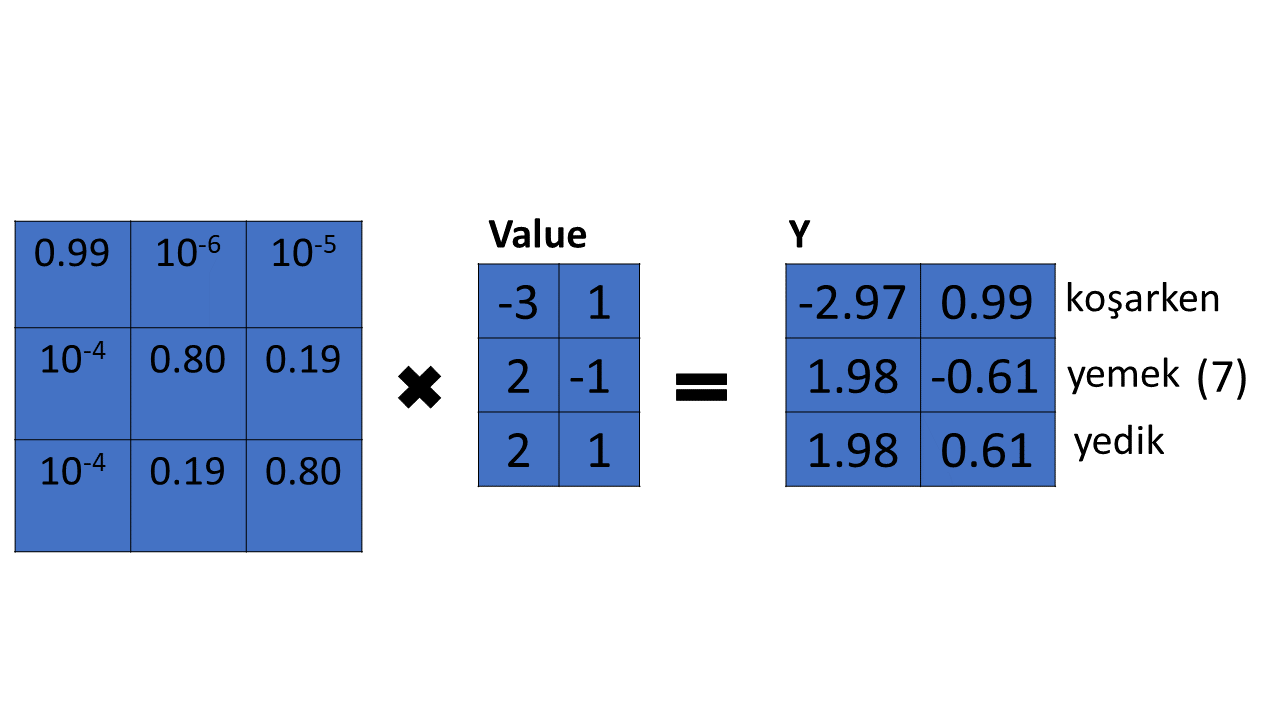 Value Y
0.99 10⁻⁶ 10⁻⁵
-3 1 -2.97 0.99 koşarken
10⁻⁴ 0.80 0.19
2 -1 1.98 -0.61 yemek (7)
✖ =
2 1 1.98 0.61 yedik
10⁻⁴ 0.19 0.80